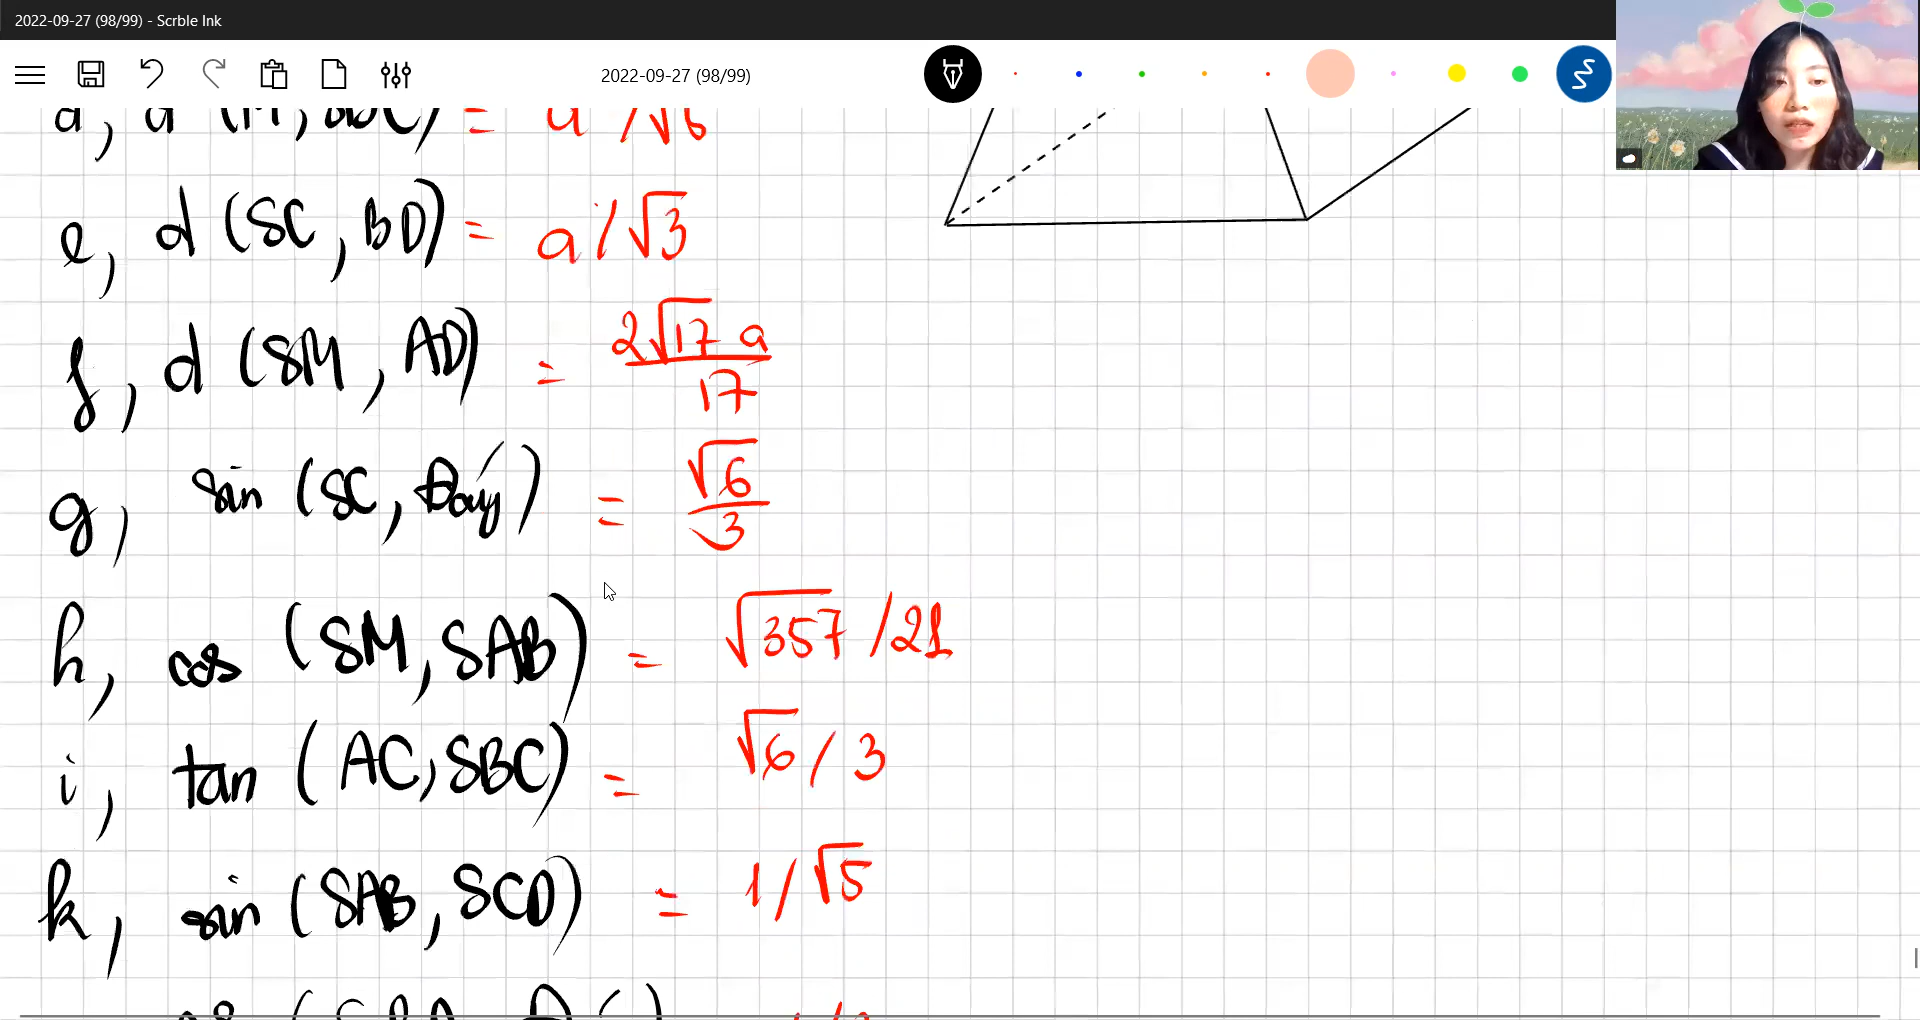 2022-09-27 (98/99) - Scrble Ink
2022-09-27 (98/99)
d, d (M, SBC) = a / √6
e, d (SC, BD) = a / √3
f, d (SM, AD) = 2√17 a / 17
g, sin (SC, Đáy) = √6 / 3
h, cos (SM, SAB) = √357 / 21
i, tan (AC, SBC) = √6 / 3
k, sin (SAB, SCD) = 1 / √5